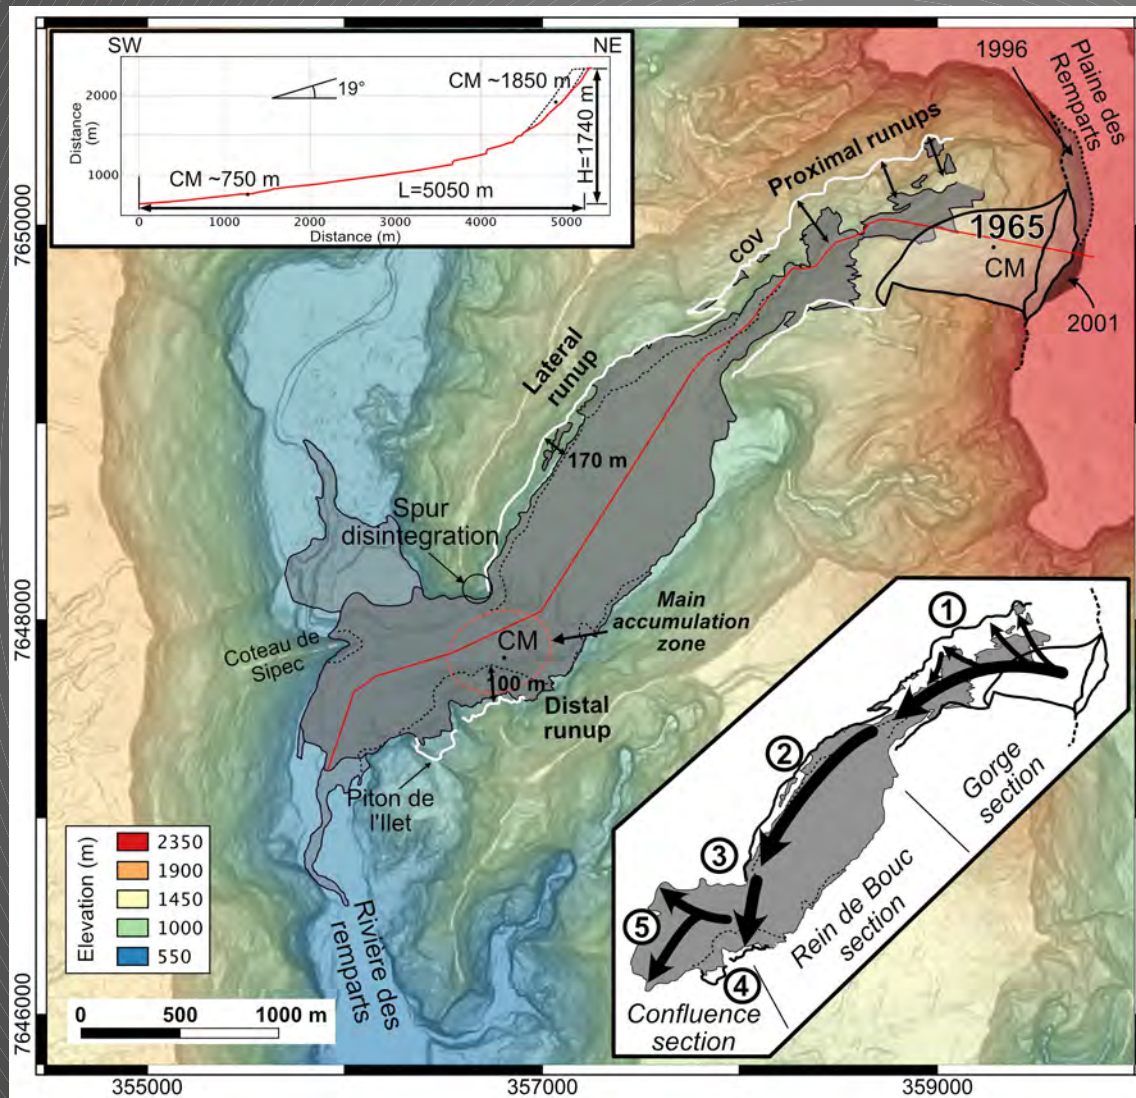 SW
NE
CM ~1850 m
19°
H=1740 m
CM ~750 m
L=5050 m
Distance
(m)
2000
1000
0
1000
2000
3000
4000
5000
Distance (m)
1996
Plaine des
Remparts
Proximal runups
1965
CM
2001
COV
Lateral
runup
170 m
Spur
disintegration
Main
accumulation
zone
CM
100 m
Coteau de
Sipec
Distal
runup
Piton de
l'Ilet
Rivière des
remparts
Elevation (m)
2350
1900
1450
1000
550
0
500
1000 m
1
2
3
4
5
Gorge
section
Rein de Bouc
section
Confluence
section
7650000
7648000
7646000
355000
357000
359000